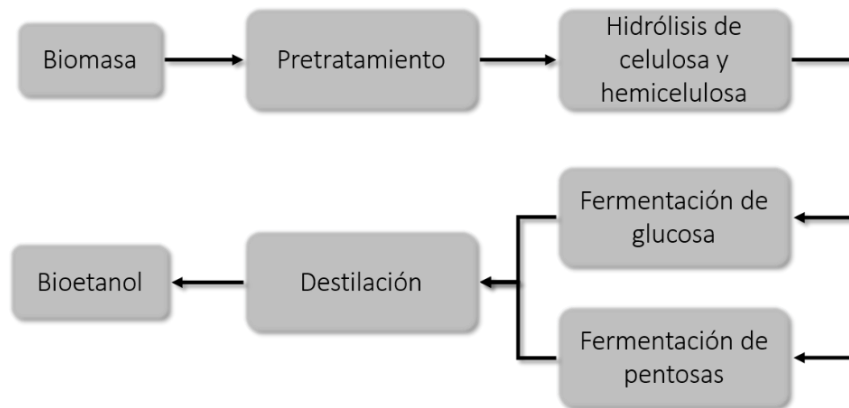 Biomasa
Pretratamiento
Hidrólisis de
celulosa y
hemicelulosa
Fermentación de
glucosa
Bioetanol
Destilación
Fermentación de
pentosas